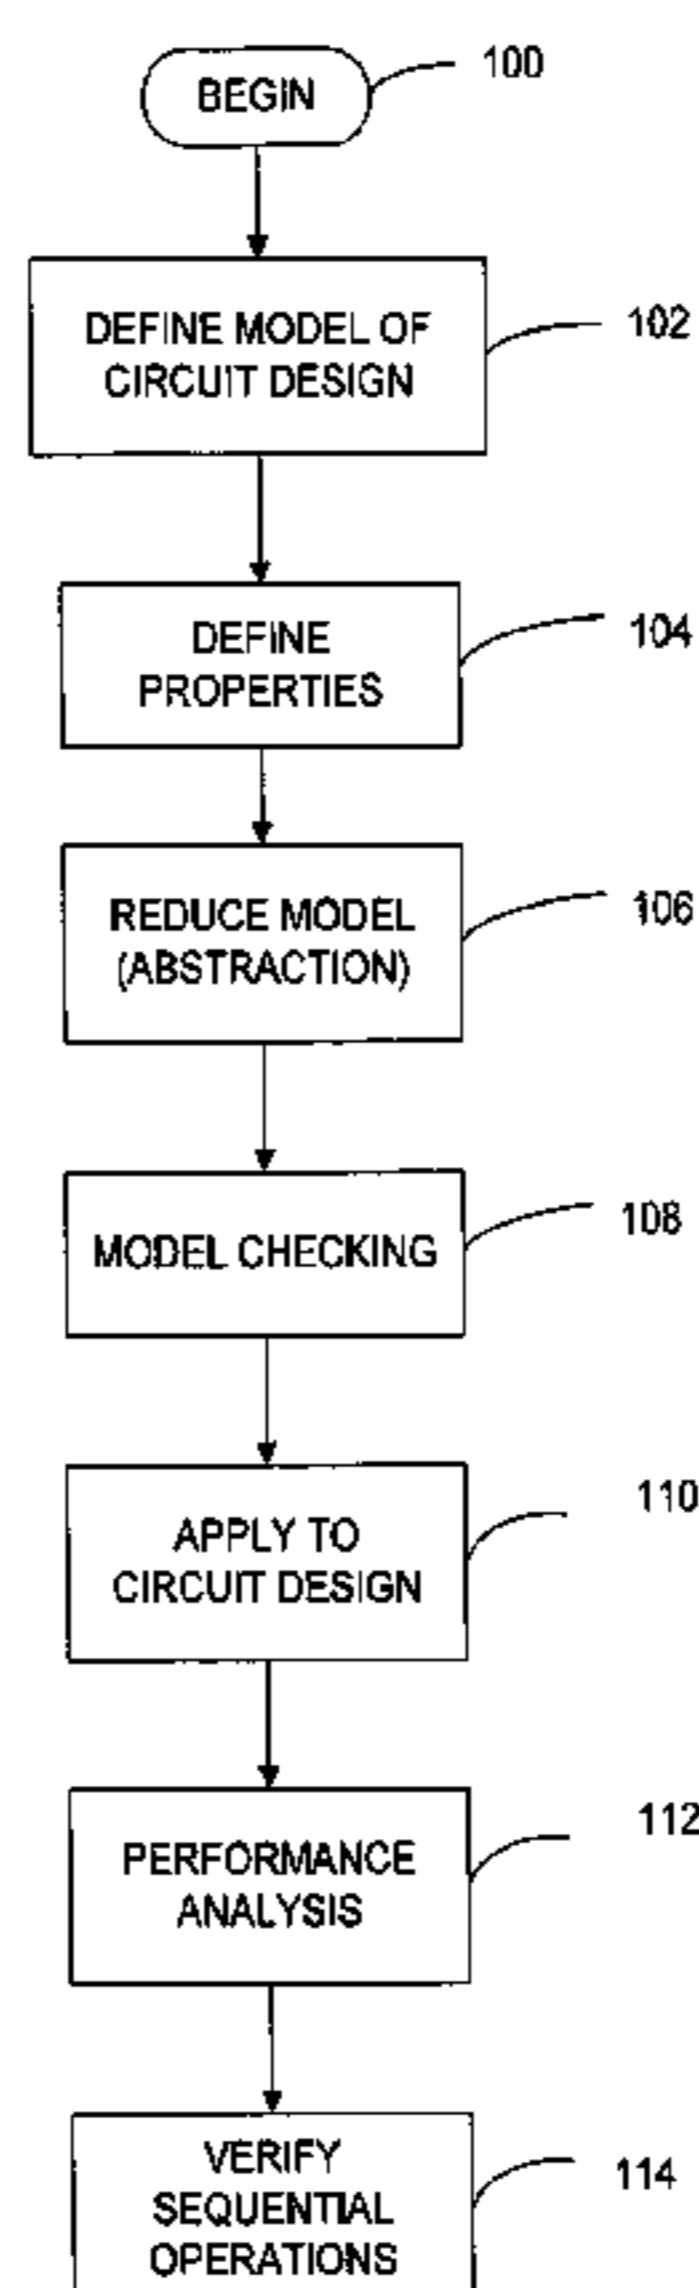 BEGIN
100
DEFINE MODEL OF
CIRCUIT DESIGN
102
DEFINE
PROPERTIES
104
REDUCE MODEL
(ABSTRACTION)
106
MODEL CHECKING
108
APPLY TO
CIRCUIT DESIGN
110
PERFORMANCE
ANALYSIS
112
VERIFY
SEQUENTIAL
OPERATIONS
114